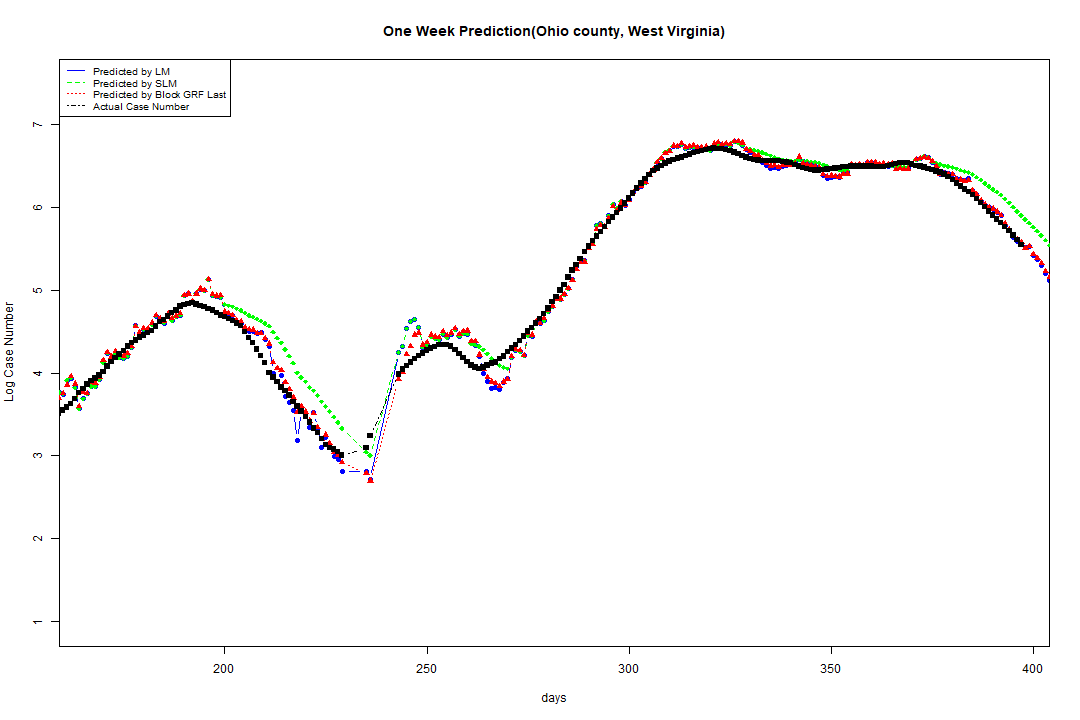 One Week Prediction(Ohio county, West Virginia)
Predicted by LM
Predicted by SLM
Predicted by Block GRF Last
Actual Case Number
7
6
5
4
3
2
1
Log Case Number
200 250 300 350 400
days